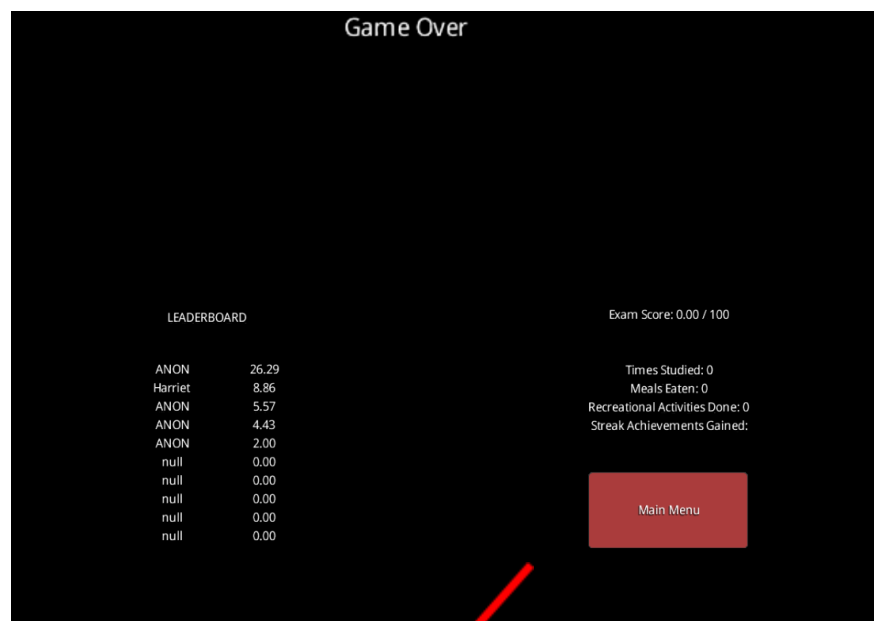 Game Over
LEADERBOARD
ANON 26.29
Harriet 8.86
ANON 5.57
ANON 4.43
ANON 2.00
null 0.00
null 0.00
null 0.00
null 0.00
null 0.00
Exam Score: 0.00 / 100
Times Studied: 0
Meals Eaten: 0
Recreational Activities Done: 0
Streak Achievements Gained:
Main Menu